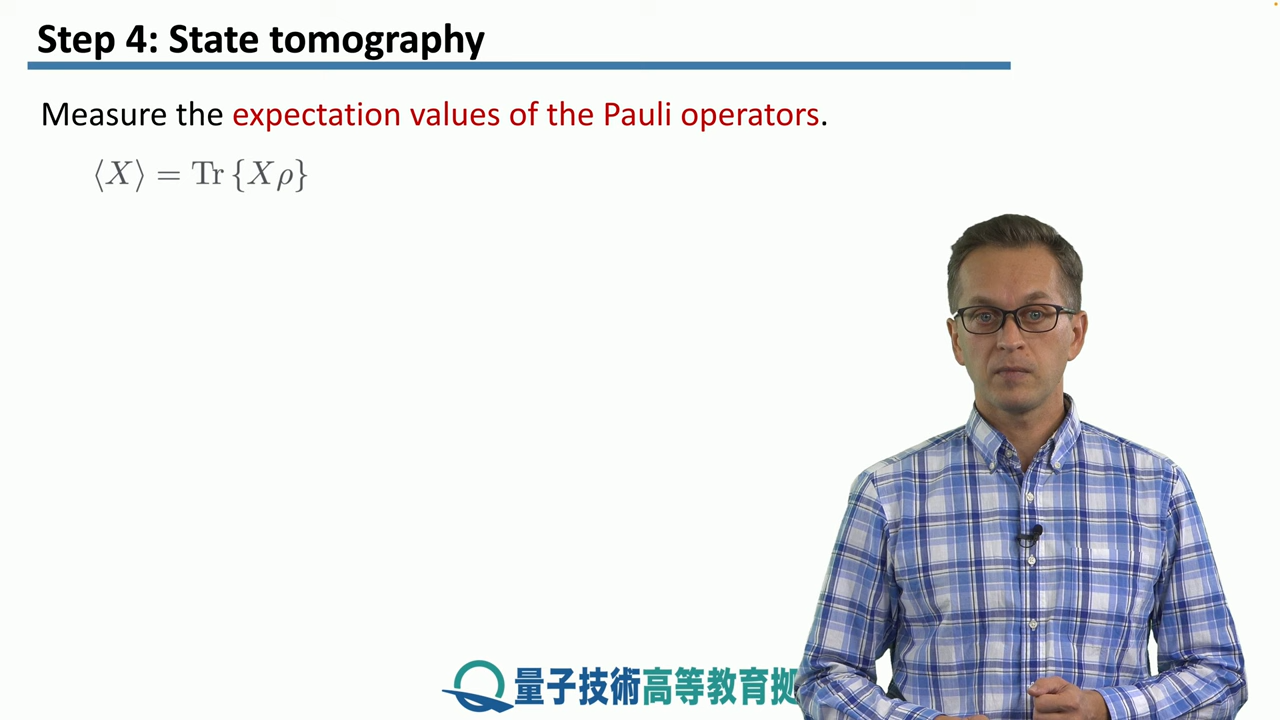 Step 4: State tomography
Measure the expectation values of the Pauli operators.
⟨X⟩ = Tr {Xρ}
量子技術高等教育拠